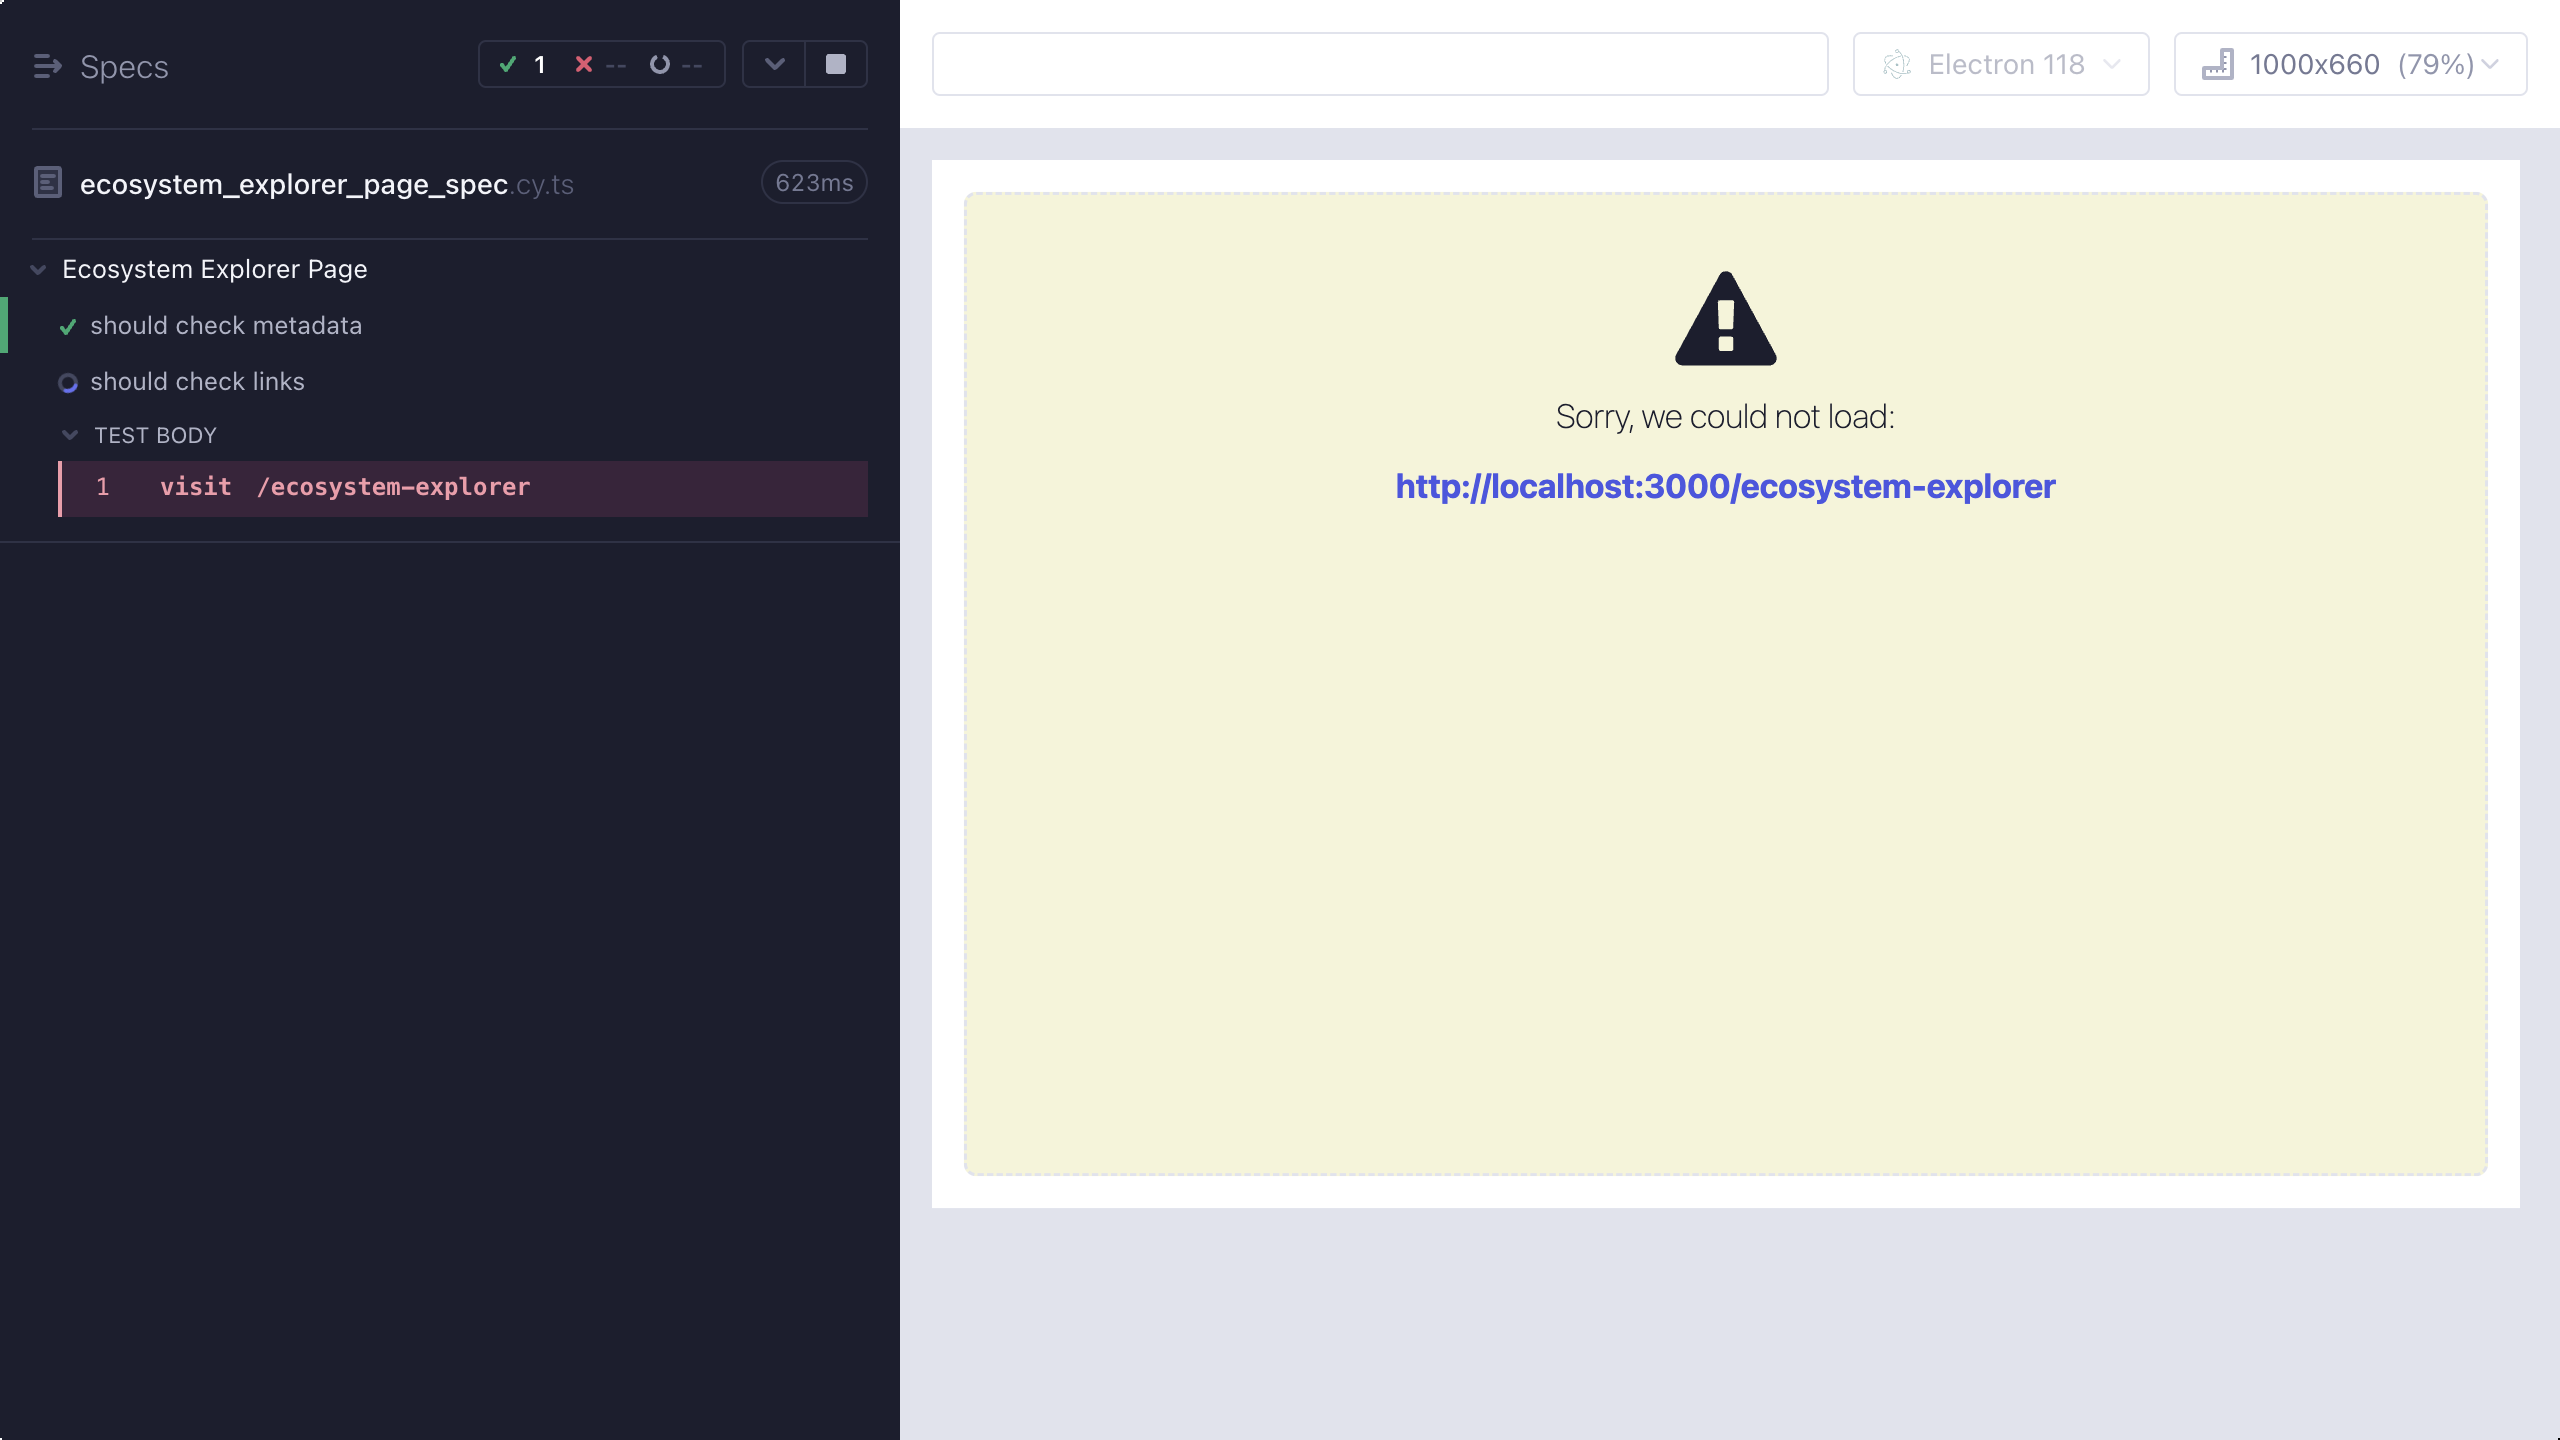 Specs
1 -- --
ecosystem_explorer_page_spec.cy.ts
623ms
Ecosystem Explorer Page
should check metadata
should check links
TEST BODY
1 visit /ecosystem-explorer
Electron 118
1000x660 (79%)
Sorry, we could not load:
http://localhost:3000/ecosystem-explorer